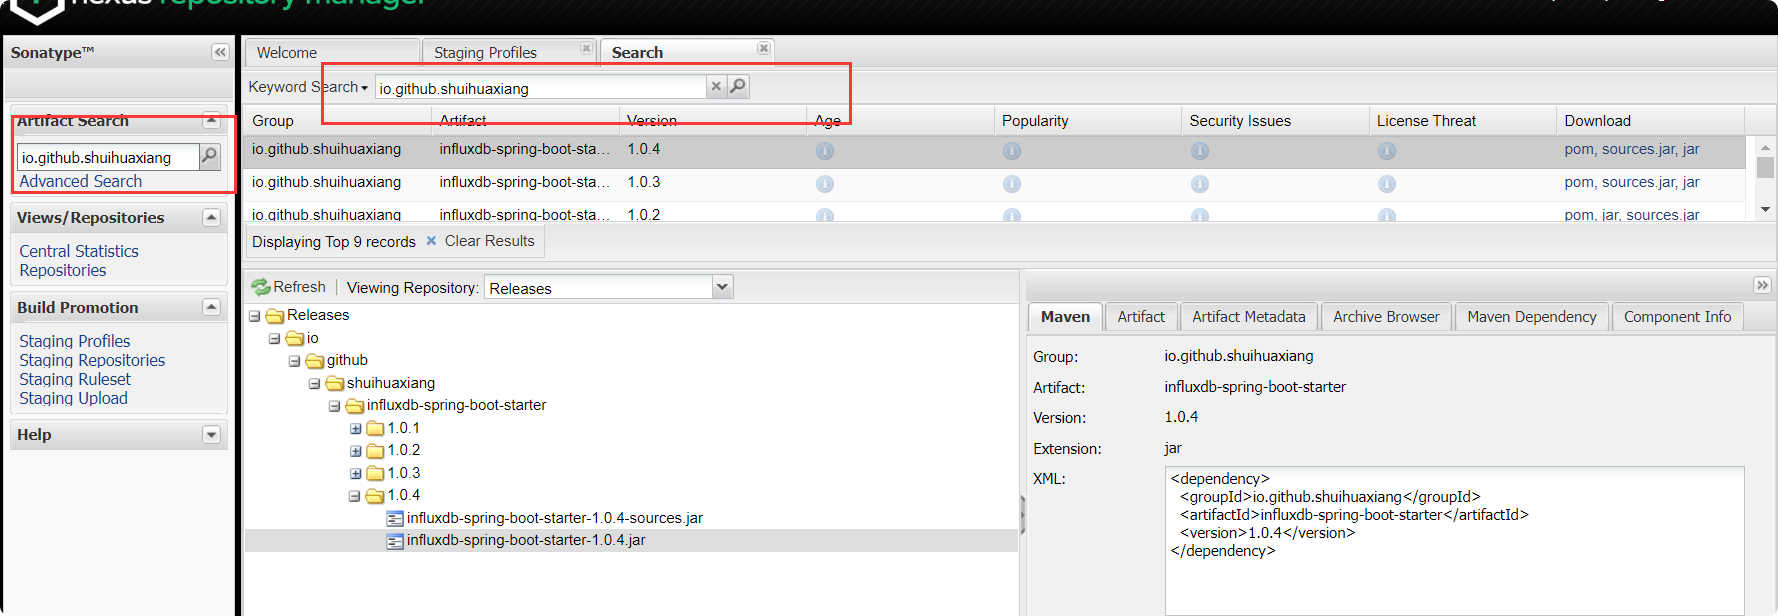 nexus repository manager
Sonatype™
Welcome
Staging Profiles
Search
Keyword Search
io.github.shuihuaxiang
Artifact Search
io.github.shuihuaxiang
Advanced Search
Views/Repositories
Central Statistics
Repositories
Build Promotion
Staging Profiles
Staging Repositories
Staging Ruleset
Staging Upload
Help
Group Artifact Version Age Popularity Security Issues License Threat Download
io.github.shuihuaxiang influxdb-spring-boot-sta... 1.0.4 pom, sources.jar, jar
io.github.shuihuaxiang influxdb-spring-boot-sta... 1.0.3 pom, sources.jar, jar
io.github.shuihuaxiang influxdb-spring-boot-sta... 1.0.2 pom, jar, sources.jar
Displaying Top 9 records Clear Results
Refresh Viewing Repository: Releases
Releases
io
github
shuihuaxiang
influxdb-spring-boot-starter
1.0.1
1.0.2
1.0.3
1.0.4
influxdb-spring-boot-starter-1.0.4-sources.jar
influxdb-spring-boot-starter-1.0.4.jar
Maven Artifact Artifact Metadata Archive Browser Maven Dependency Component Info
Group: io.github.shuihuaxiang
Artifact: influxdb-spring-boot-starter
Version: 1.0.4
Extension: jar
XML: <dependency>
<groupId>io.github.shuihuaxiang</groupId>
<artifactId>influxdb-spring-boot-starter</artifactId>
<version>1.0.4</version>
</dependency>